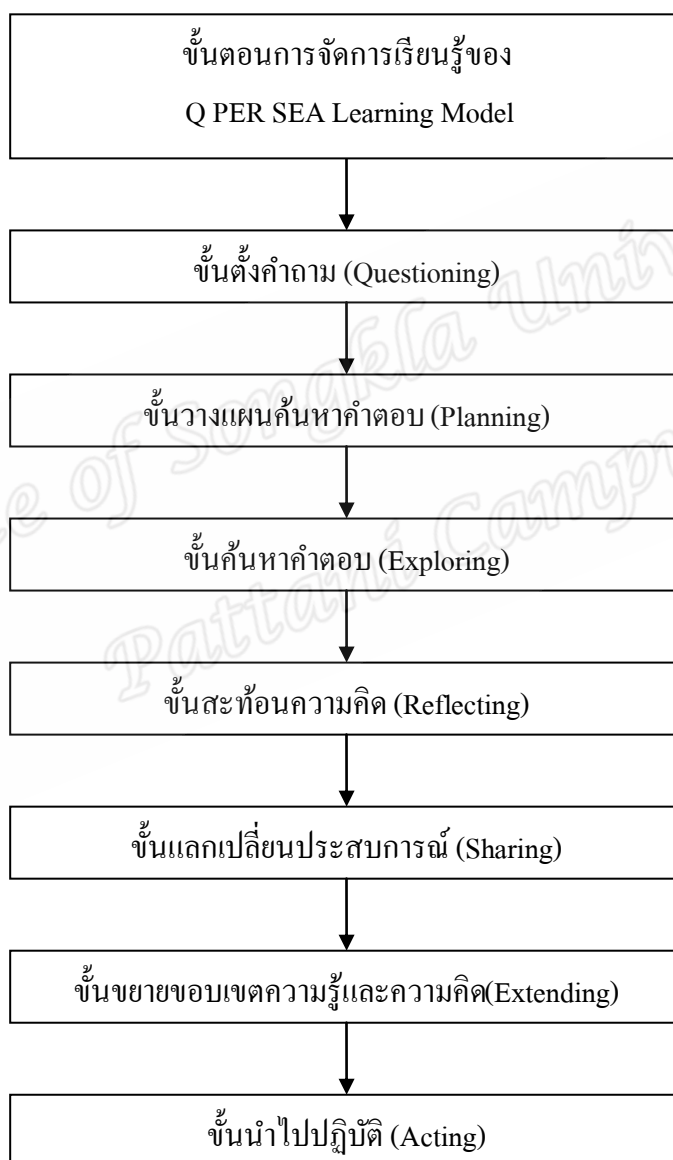 ขั้นตอนการจัดการเรียนรู้ของ
Q PER SEA Learning Model
ขั้นตั้งคำถาม (Questioning)
ขั้นวางแผนค้นหาคำตอบ (Planning)
ขั้นค้นหาคำตอบ (Exploring)
ขั้นสะท้อนความคิด (Reflecting)
ขั้นแลกเปลี่ยนประสบการณ์ (Sharing)
ขั้นขยายขอบเขตความรู้และความคิด(Extending)
ขั้นนำไปปฏิบัติ (Acting)
of Songkla
Pattani Campu